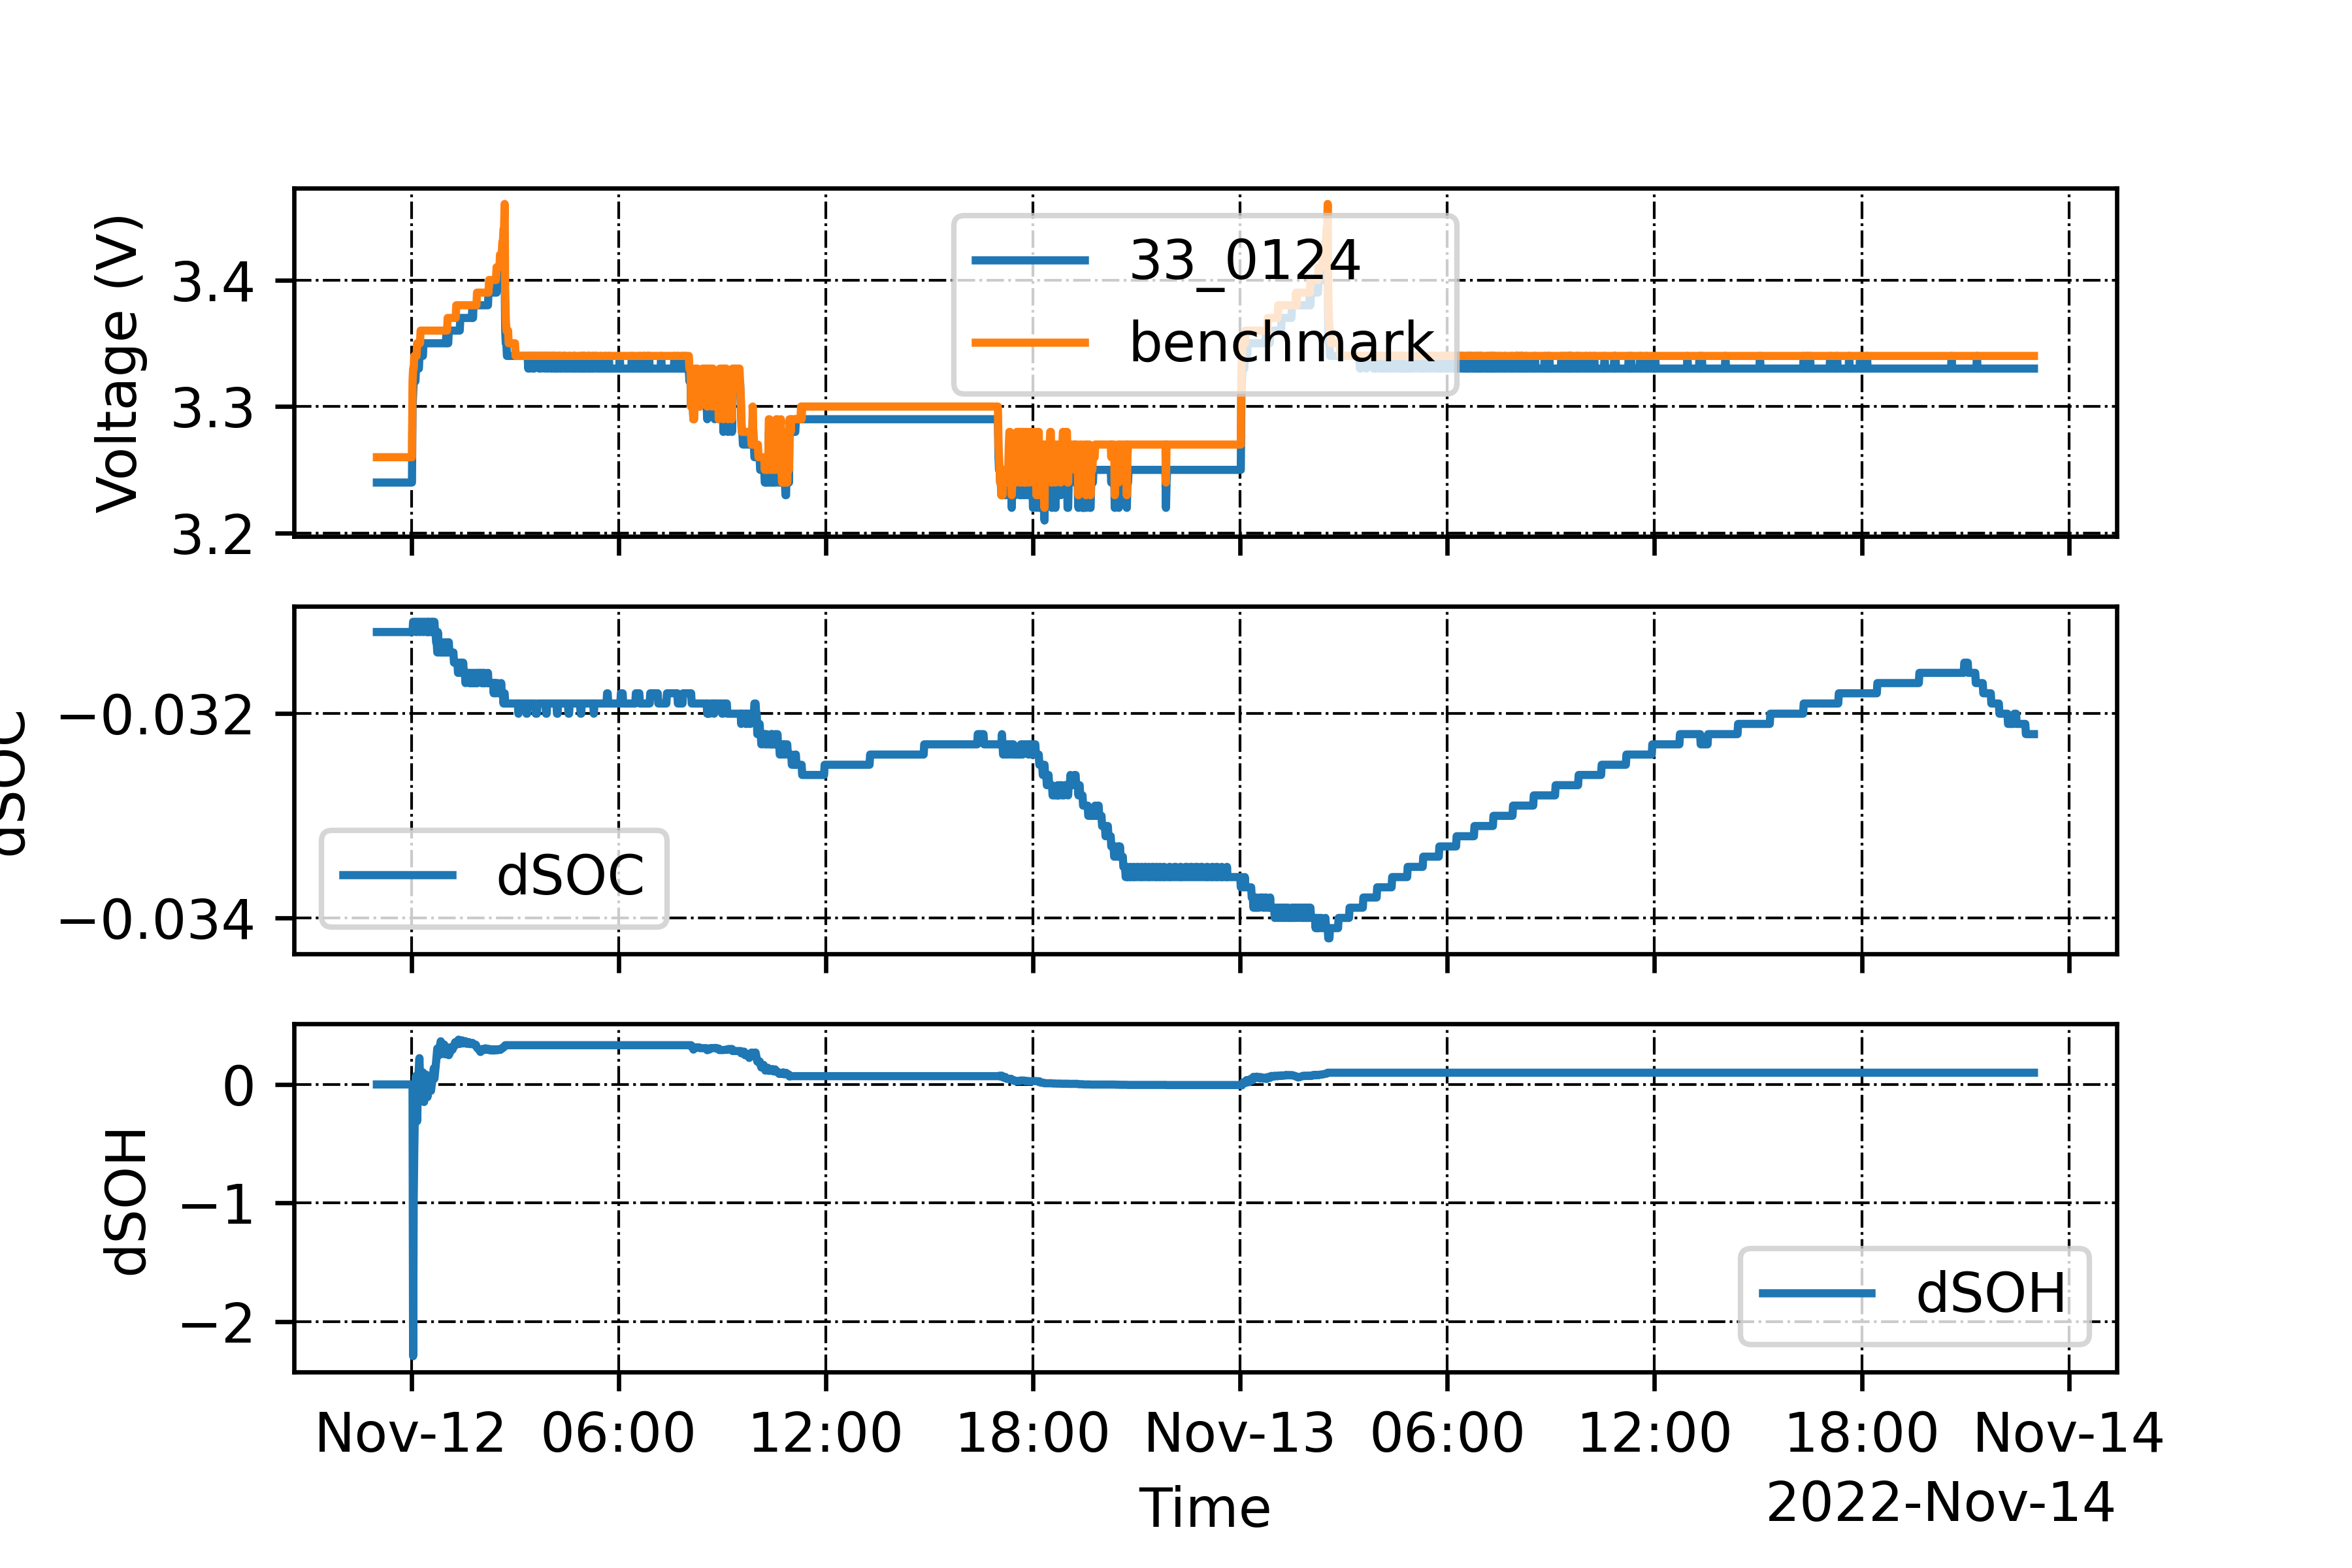 Voltage (V)
3.4
3.3
3.2
33_0124
benchmark
dSOC
−0.032
−0.034
dSOC
dSOH
0
−1
−2
dSOH
Nov-12 06:00 12:00 18:00 Nov-13 06:00 12:00 18:00 Nov-14
Time
2022-Nov-14